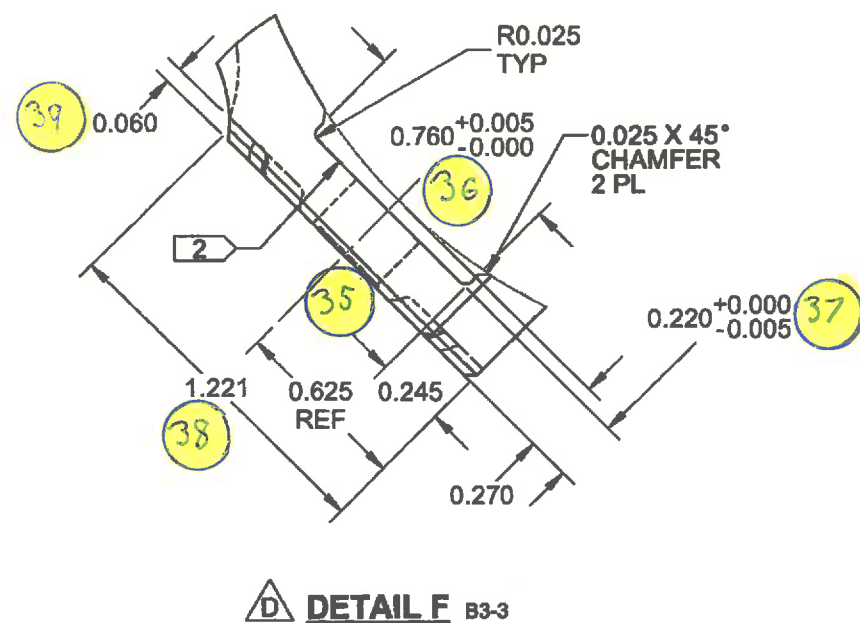 R0.025
TYP
39 0.060
0.760 +0.005
-0.000
0.025 X 45°
CHAMFER
2 PL
36
2
35
0.220 +0.000
-0.005
37
1.221
0.625
REF
0.245
38
0.270
D DETAIL F B3-3